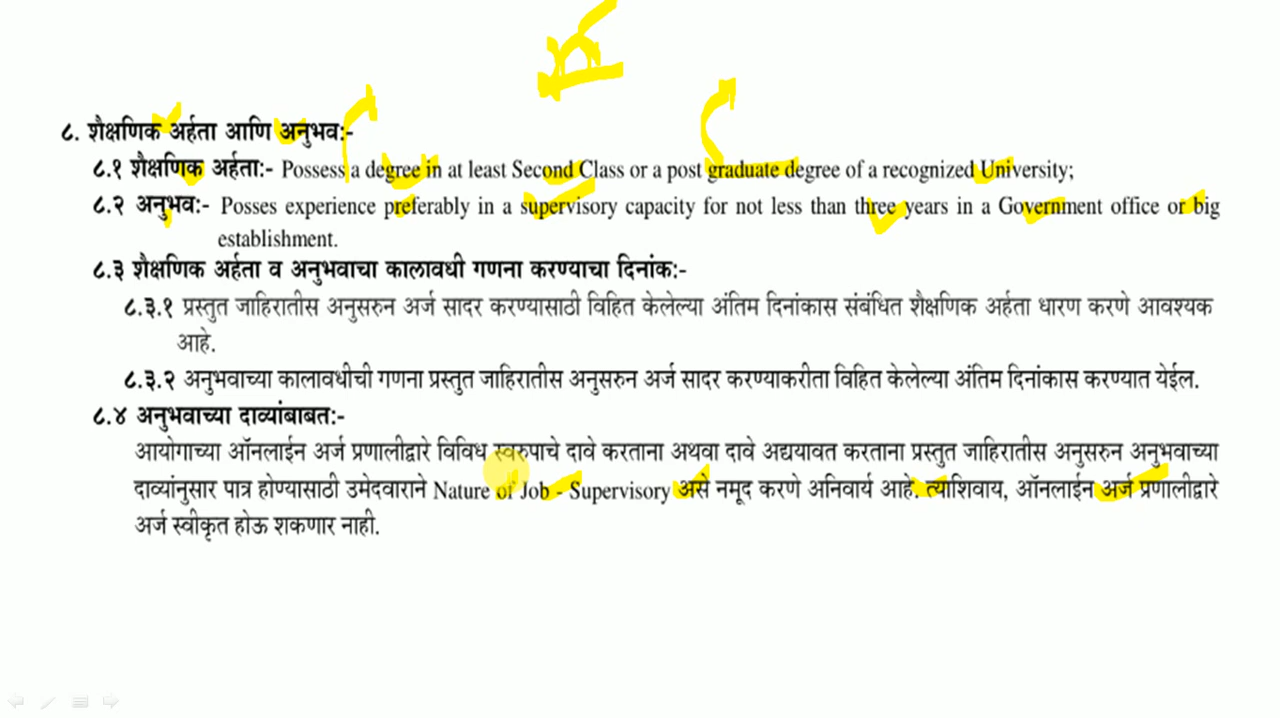 ८. शैक्षणिक अर्हता आणि अनुभव:-
८.१ शैक्षणिक अर्हता:- Possess a degree in at least Second Class or a post graduate degree of a recognized University;
८.२ अनुभव:- Posses experience preferably in a supervisory capacity for not less than three years in a Government office or big
establishment.
८.३ शैक्षणिक अर्हता व अनुभवाचा कालावधी गणना करण्याचा दिनांक:-
८.३.१ प्रस्तुत जाहिरातीस अनुसरुन अर्ज सादर करण्यासाठी विहित केलेल्या अंतिम दिनांकास संबंधित शैक्षणिक अर्हता धारण करणे आवश्यक
आहे.
८.३.२ अनुभवाच्या कालावधीची गणना प्रस्तुत जाहिरातीस अनुसरुन अर्ज सादर करण्याकरीता विहित केलेल्या अंतिम दिनांकास करण्यात येईल.
८.४ अनुभवाच्या दाव्यांबाबत:-
आयोगाच्या ऑनलाईन अर्ज प्रणालीद्वारे विविध स्वरुपाचे दावे करताना अथवा दावे अद्ययावत करताना प्रस्तुत जाहिरातीस अनुसरुन अनुभवाच्या
दाव्यांनुसार पात्र होण्यासाठी उमेदवाराने Nature of Job - Supervisory असे नमूद करणे अनिवार्य आहे. त्याशिवाय, ऑनलाईन अर्ज प्रणालीद्वारे
अर्ज स्वीकृत होऊ शकणार नाही.